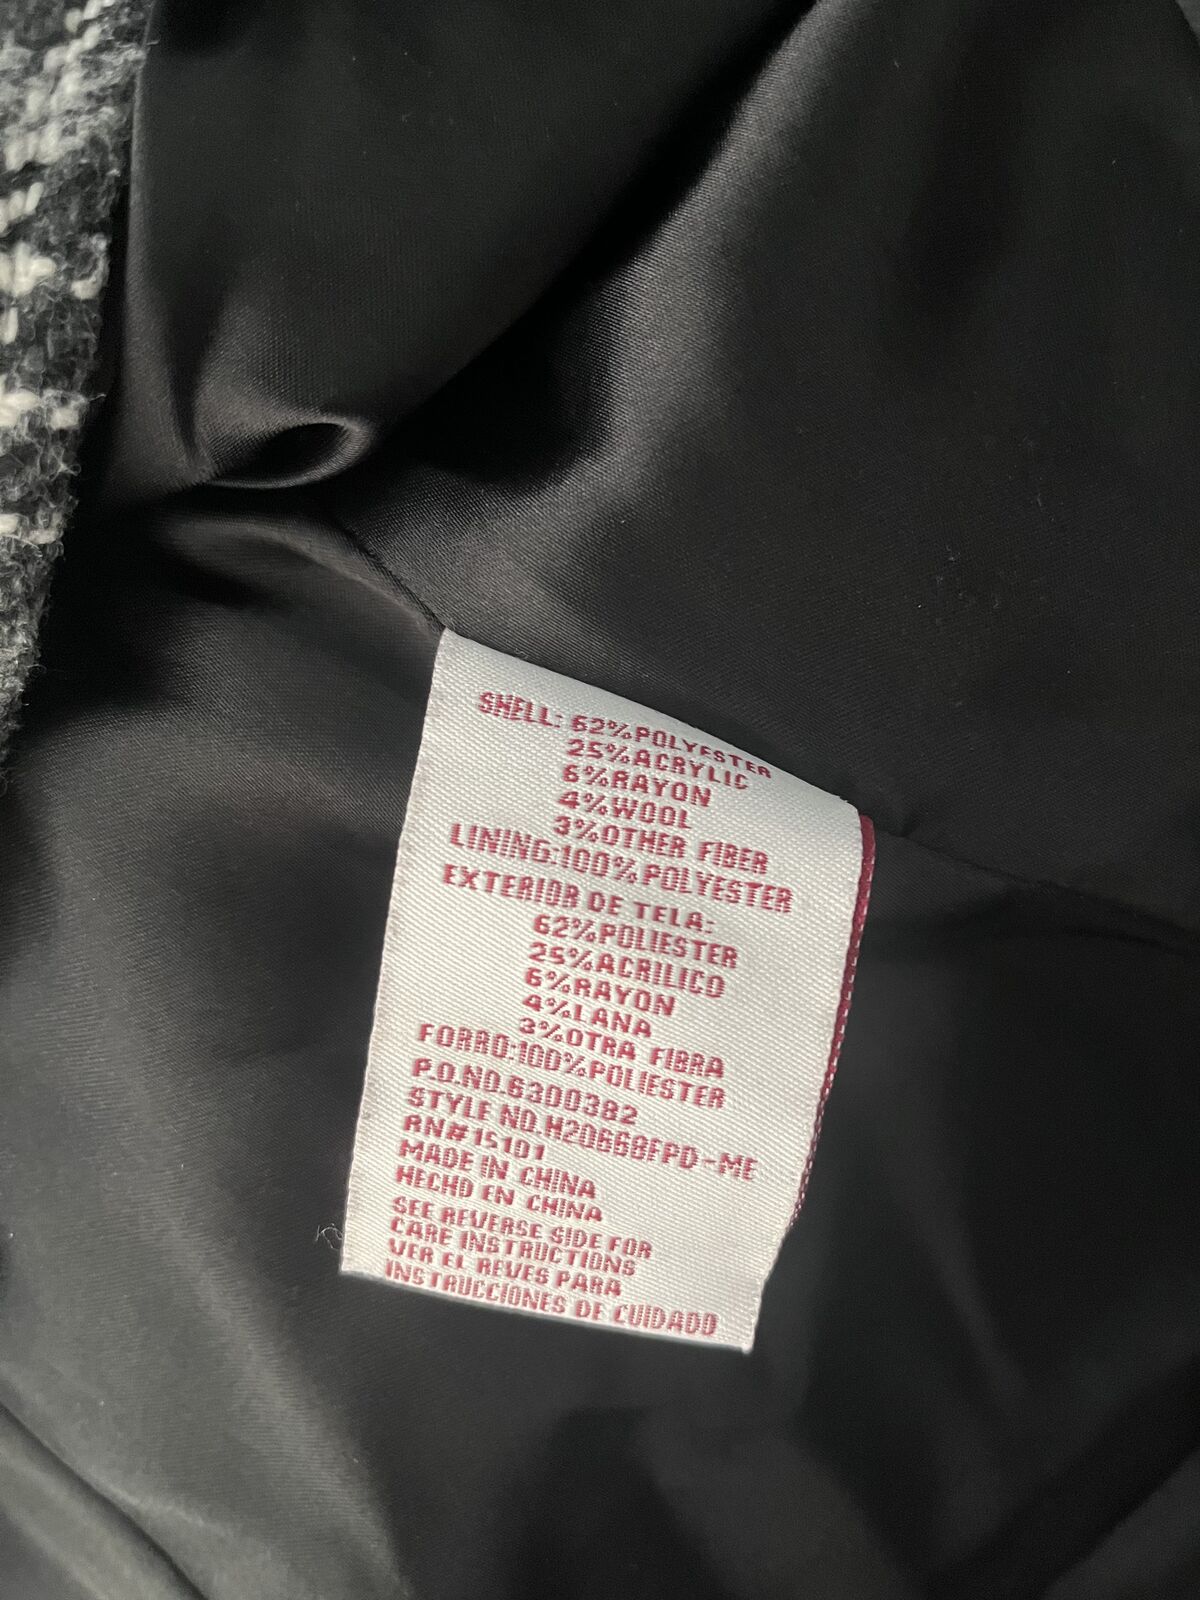 SHELL: 62%POLYESTER
25%ACRYLIC
6%RAYON
4%WOOL
3%OTHER FIBER
LINING:100%POLYESTER
EXTERIOR DE TELA:
62%POLIESTER
25%ACRILICO
6%RAYON
4%LANA
3%OTRA FIBRA
FORRO:100%POLIESTER
P.O.NO.6300382
STYLE NO.H20668FPD-ME
RN#15101
MADE IN CHINA
HECHO EN CHINA
SEE REVERSE SIDE FOR
CARE INSTRUCTIONS
VER EL REVES PARA
INSTRUCCIONES DE CUIDADO